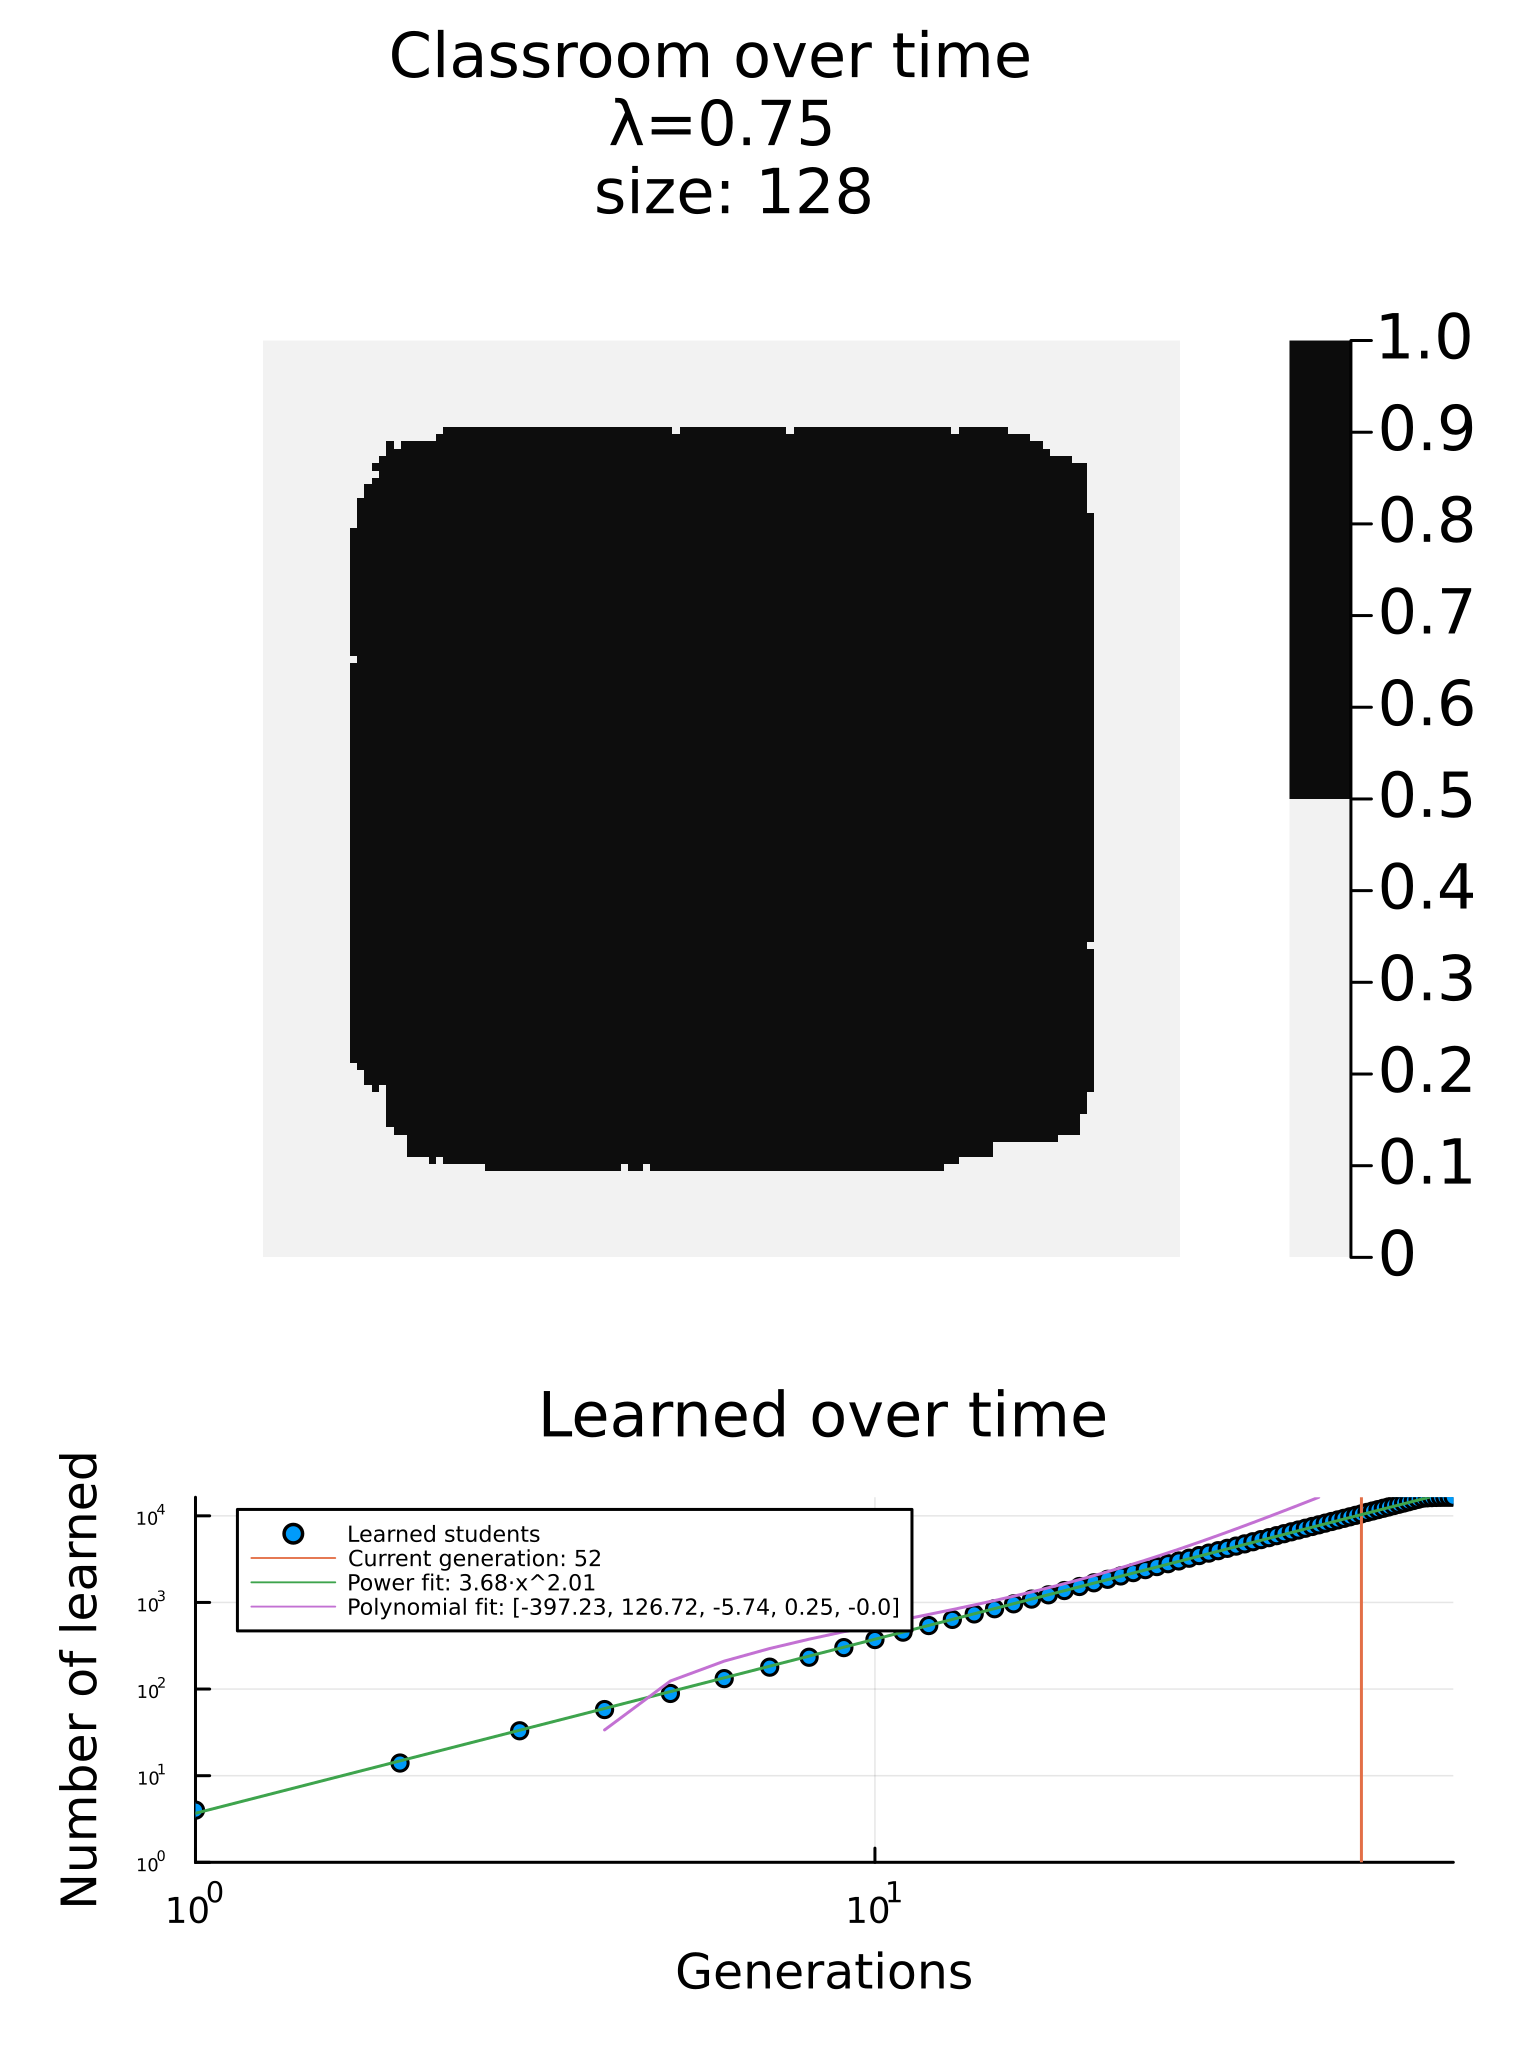 Classroom over time
λ=0.75
size: 128
1.0
0.9
0.8
0.7
0.6
0.5
0.4
0.3
0.2
0.1
0
Learned over time
Number of learned
10^4
10^3
10^2
10^1
10^0
Learned students
Current generation: 52
Power fit: 3.68·x^2.01
Polynomial fit: [-397.23, 126.72, -5.74, 0.25, -0.0]
10^0 10^1
Generations